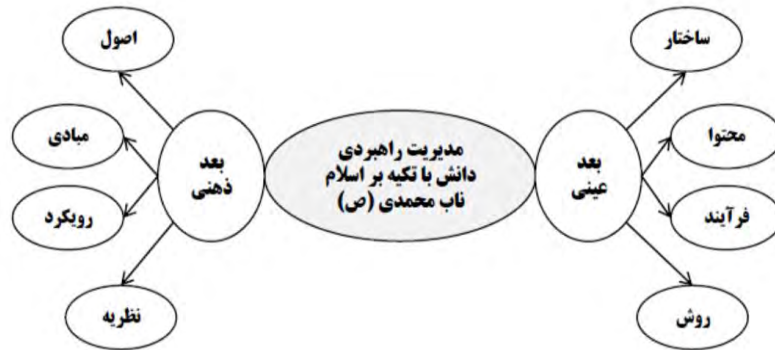 ساختار
محتوا
فرآیند
روش
بعد
عینی
مدیریت راهبردی
دانش با تکیه بر اسلام
ناب محمدی (ص)
بعد
ذهنی
اصول
مبادی
رویکرد
نظریه